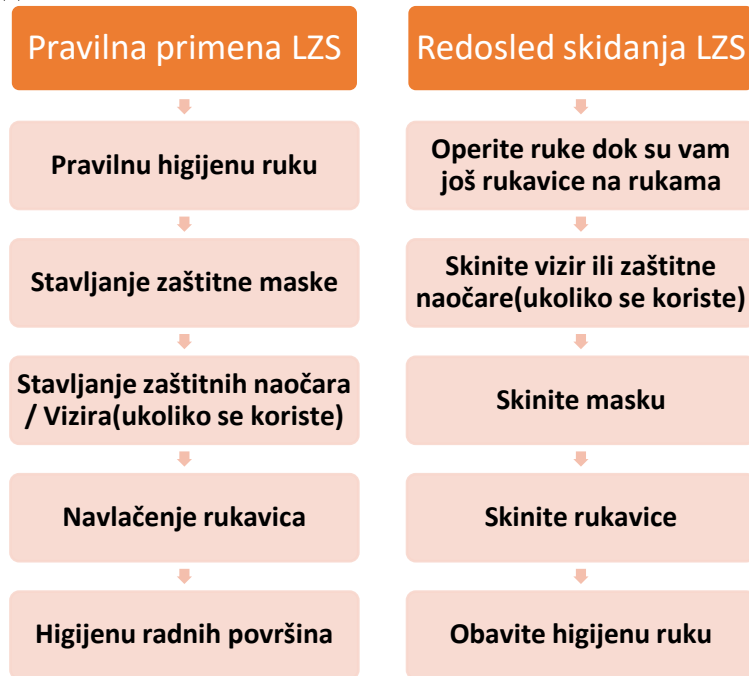 Pravilna primena LZS
Pravilnu higijenu ruku
Stavljanje zaštitne maske
Stavljanje zaštitnih naočara
/ Vizira(ukoliko se koriste)
Navlačenje rukavica
Higijenu radnih površina
Redosled skidanja LZS
Operite ruke dok su vam
još rukavice na rukama
Skinite vizir ili zaštitne
naočare(ukoliko se koriste)
Skinite masku
Skinite rukavice
Obavite higijenu ruku